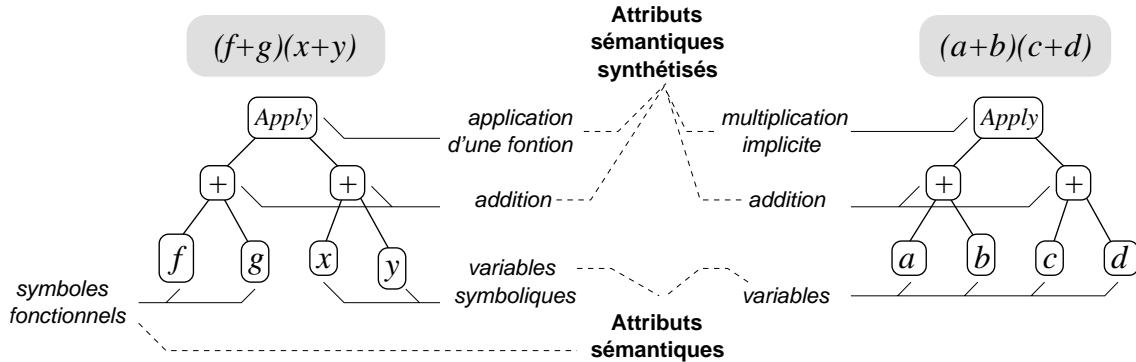 Attributs
sémantiques
synthétisés
(f+g)(x+y)
(a+b)(c+d)
Apply
application
d'une fontion
multiplication
implicite
Apply
+
+
addition
addition
+
+
f
g
x
y
variables
symboliques
variables
a
b
c
d
symboles
fonctionnels
Attributs
sémantiques